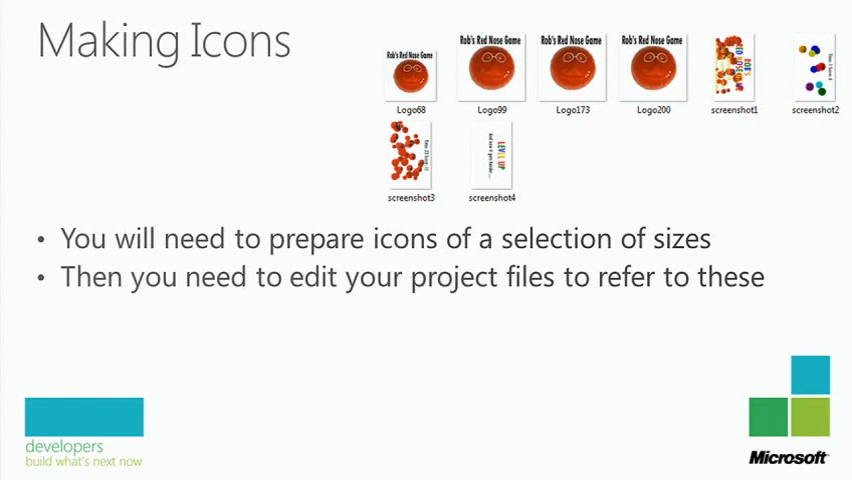 Making Icons
Rob's Red Nose Game
Rob's Red Nose Game
Rob's Red Nose Game
Rob's Red Nose Game
Logo68
Logo99
Logo173
Logo200
screenshot1
screenshot2
LEVEL UP
screenshot3
screenshot4
• You will need to prepare icons of a selection of sizes
• Then you need to edit your project files to refer to these
developers
build what's next now
Microsoft